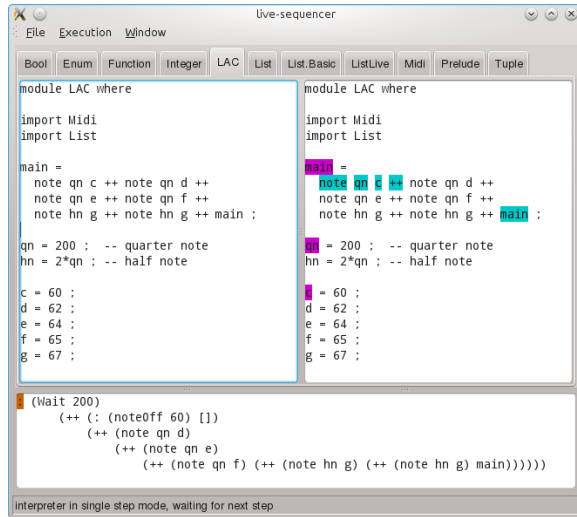 live-sequencer
File Execution Window
Bool Enum Function Integer LAC List List.Basic ListLive Midi Prelude Tuple
module LAC where
import Midi
import List
main =
note qn c ++ note qn d ++
note qn e ++ note qn f ++
note hn g ++ note hn g ++ main ;
qn = 200 ; -- quarter note
hn = 2*qn ; -- half note
c = 60 ;
d = 62 ;
e = 64 ;
f = 65 ;
g = 67 ;
module LAC where
import Midi
import List
main =
note qn c ++ note qn d ++
note qn e ++ note qn f ++
note hn g ++ note hn g ++ main ;
qn = 200 ; -- quarter note
hn = 2*qn ; -- half note
c = 60 ;
d = 62 ;
e = 64 ;
f = 65 ;
g = 67 ;
: (Wait 200)
(++ (: (noteOff 60) [])
(++ (note qn d)
(++ (note qn e)
(++ (note qn f) (++ (note hn g) (++ (note hn g) main))))))
interpreter in single step mode, waiting for next step